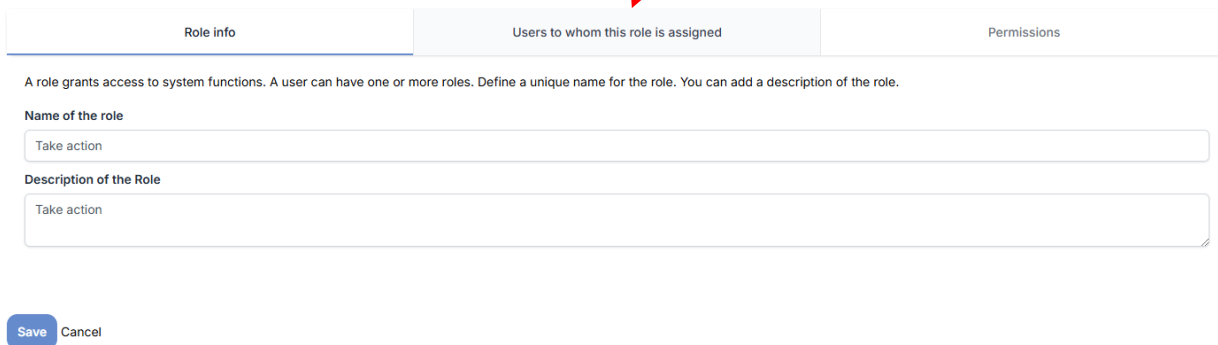 Role info
Users to whom this role is assigned
Permissions
A role grants access to system functions. A user can have one or more roles. Define a unique name for the role. You can add a description of the role.
Name of the role
Take action
Description of the Role
Take action
Save Cancel